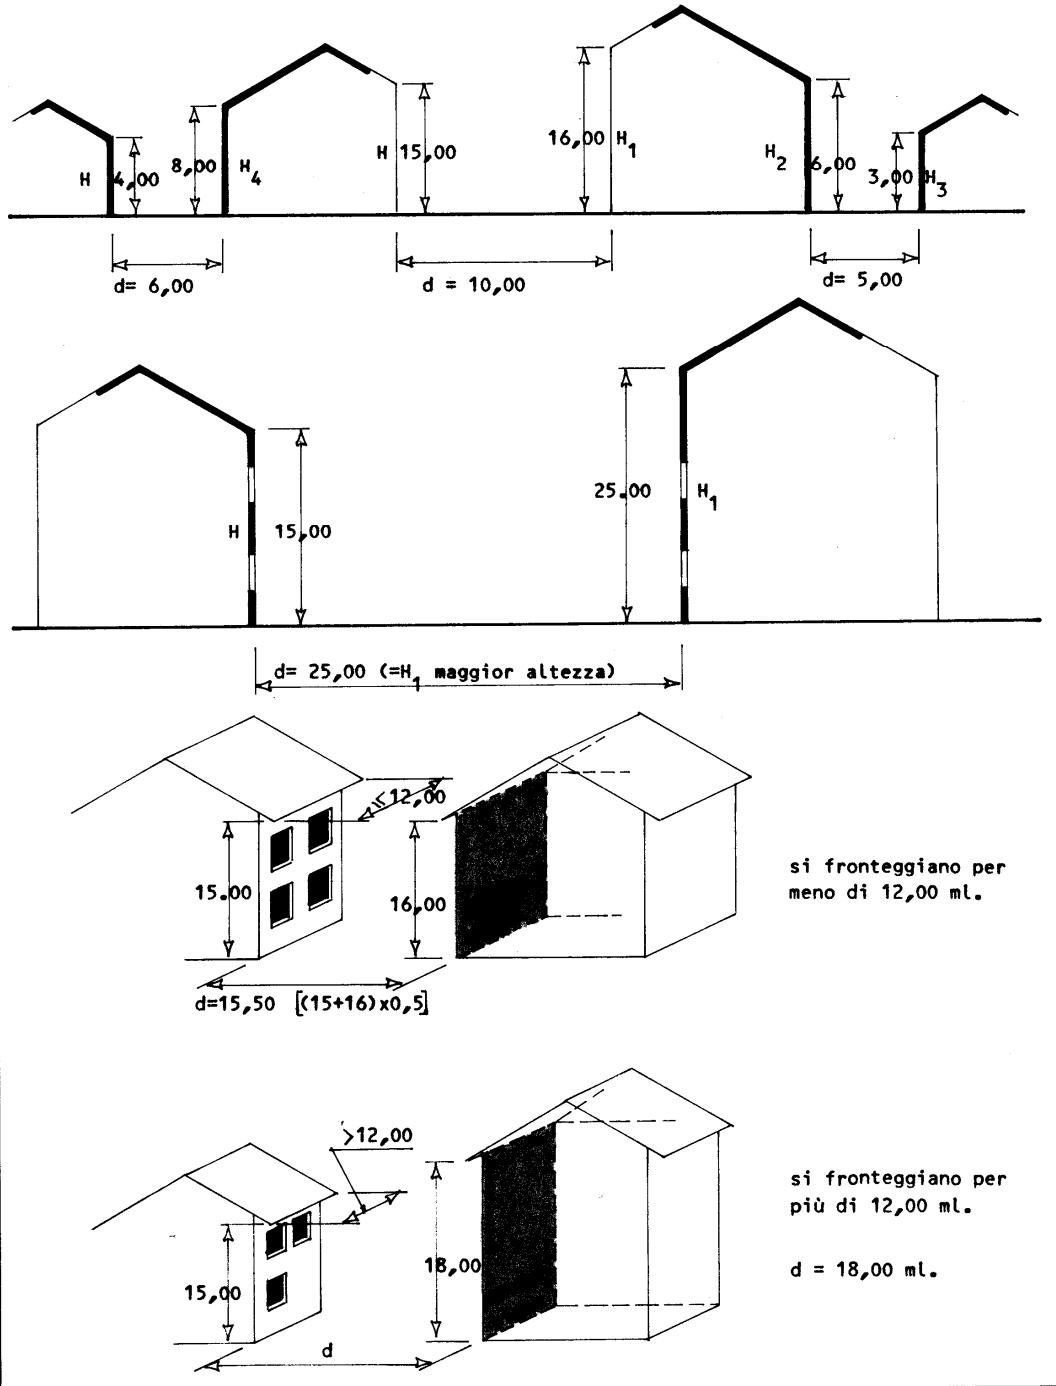 H 4,00 8,00 H4 H 15,00 16,00 H1 H2 6,00 3,00 H3
d= 6,00 d = 10,00 d= 5,00
H 15,00 25.00 H1
d= 25,00 (=H1 maggior altezza)
≤ 12,00
15.00 16,00
si fronteggiano per
meno di 12,00 ml.
d=15,50 [(15+16)x0,5]
>12,00
15,00 18,00
si fronteggiano per
più di 12,00 ml.
d = 18,00 ml.
d